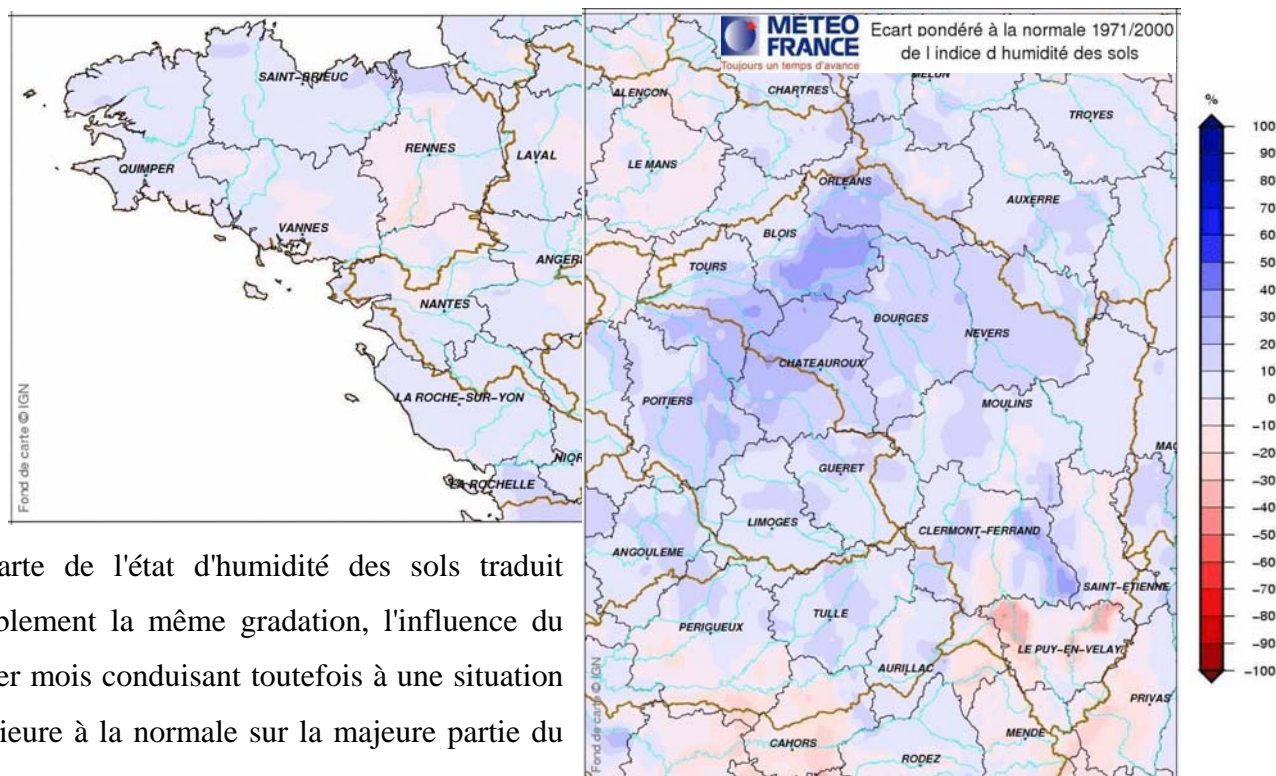 METEO
FRANCE
Toujours un temps d'avance
Ecart pondéré à la normale 1971/2000
de l indice d humidité des sols
SAINT-BRIEUC
RENNES
LAVAL
QUIMPER
VANNES
ANGER
NANTES
LA ROCHE-SUR-YON
NIOR
LA ROCHELLE
Fond de carte © IGN
MELUN
ALENCON
CHARTRES
TROYES
LE MANS
ORLEANS
AUXERRE
BLOIS
TOURS
BOURGES
NEVERS
CHATEAUROUX
POITIERS
MOULINS
MAC
GUERET
LIMOGES
CLERMONT-FERRAND
ANGOULEME
SAINT-ETIENNE
TULLE
PERIGUEUX
LE PUY-EN-VELAY
AURILLAC
PRIVAS
MENDE
CAHORS
RODEZ
Fond de carte © IGN
%
100
90
80
70
60
50
40
30
20
10
0
-10
-20
-30
-40
-50
-60
-70
-80
-90
-100
arte de l'état d'humidité des sols traduit
blement la même gradation, l'influence du
er mois conduisant toutefois à une situation
ieure à la normale sur la majeure partie du